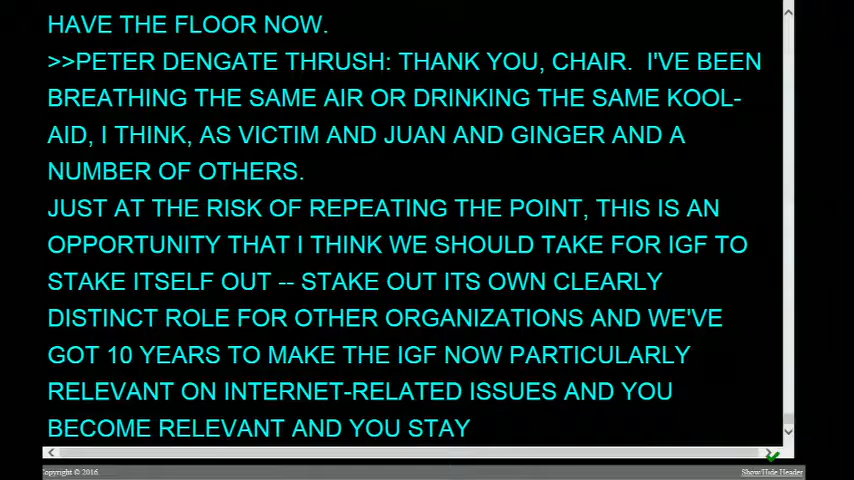 HAVE THE FLOOR NOW.
>>PETER DENGATE THRUSH: THANK YOU, CHAIR.  I'VE BEEN
BREATHING THE SAME AIR OR DRINKING THE SAME KOOL-
AID, I THINK, AS VICTIM AND JUAN AND GINGER AND A
NUMBER OF OTHERS.
JUST AT THE RISK OF REPEATING THE POINT, THIS IS AN
OPPORTUNITY THAT I THINK WE SHOULD TAKE FOR IGF TO
STAKE ITSELF OUT -- STAKE OUT ITS OWN CLEARLY
DISTINCT ROLE FOR OTHER ORGANIZATIONS AND WE'VE
GOT 10 YEARS TO MAKE THE IGF NOW PARTICULARLY
RELEVANT ON INTERNET-RELATED ISSUES AND YOU
BECOME RELEVANT AND YOU STAY
opyright © 2016 Show/Hide Header